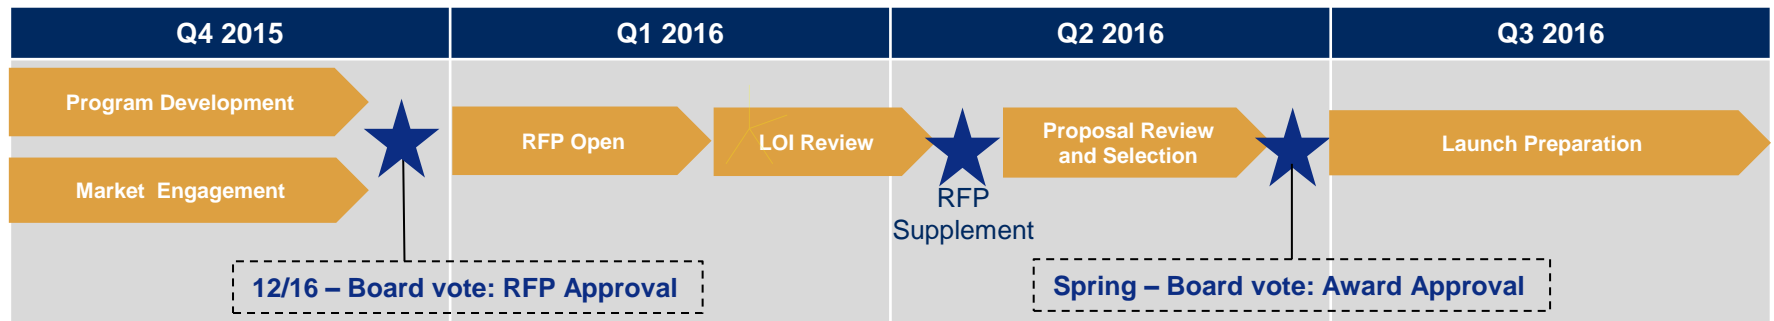 Q4 2015
Q1 2016
Q2 2016
Q3 2016
Program Development
Market Engagement
RFP Open
LOI Review
RFP
Supplement
Proposal Review
and Selection
Launch Preparation
12/16 – Board vote: RFP Approval
Spring – Board vote: Award Approval